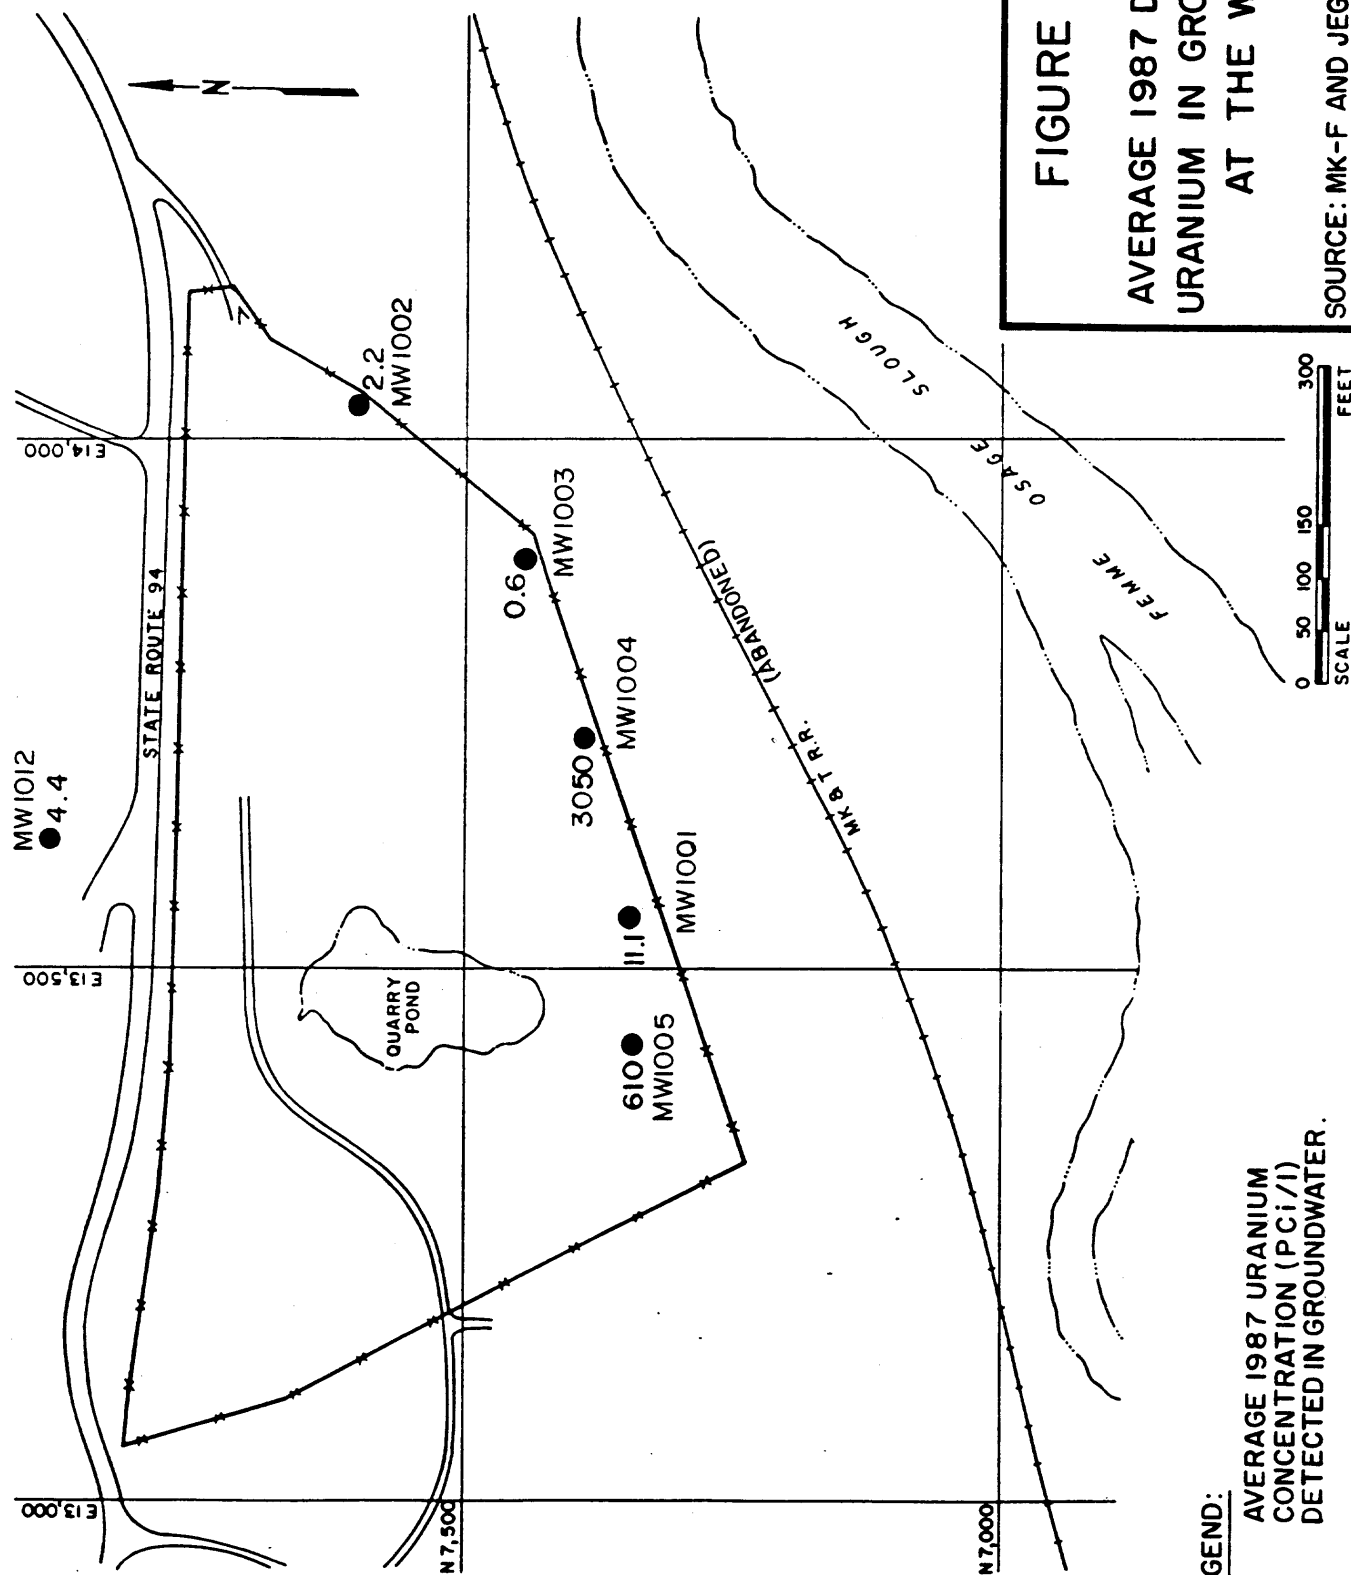 MW1012
4.4
STATE ROUTE 94
E14,000
E13,500
E13,000
N
2.2
MW1002
0.6
MW1003
3050
MW1004
11.1
MW1001
610
MW1005
QUARRY
POND
N7,500
N7,000
MK & T R.R. (ABANDONED)
FEMME OSAGE SLOUGH
GEND:
AVERAGE 1987 URANIUM
CONCENTRATION (PCi/l)
DETECTED IN GROUNDWATER.
0 50 100 150 300
SCALE FEET
FIGURE
AVERAGE 1987 D
URANIUM IN GRO
AT THE W
SOURCE: MK-F AND JEG